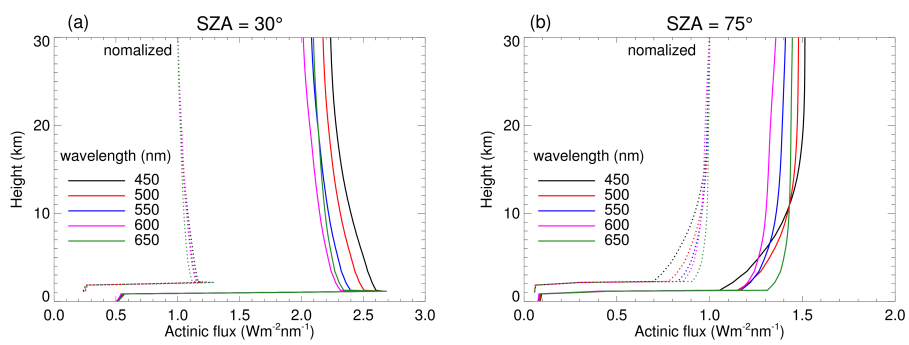 (a) SZA = 30°
nomalized
wavelength (nm)
450
500
550
600
650
Height (km)
30
20
10
0
0.0 0.5 1.0 1.5 2.0 2.5 3.0
Actinic flux (Wm⁻²nm⁻¹)
(b) SZA = 75°
nomalized
wavelength (nm)
450
500
550
600
650
Height (km)
30
20
10
0
0.0 0.5 1.0 1.5 2.0
Actinic flux (Wm⁻²nm⁻¹)